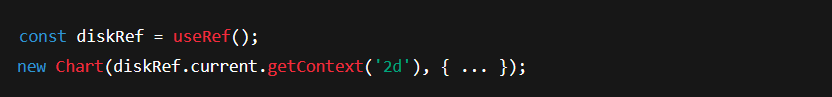 const diskRef = useRef();
new Chart(diskRef.current.getContext('2d'), { ... });